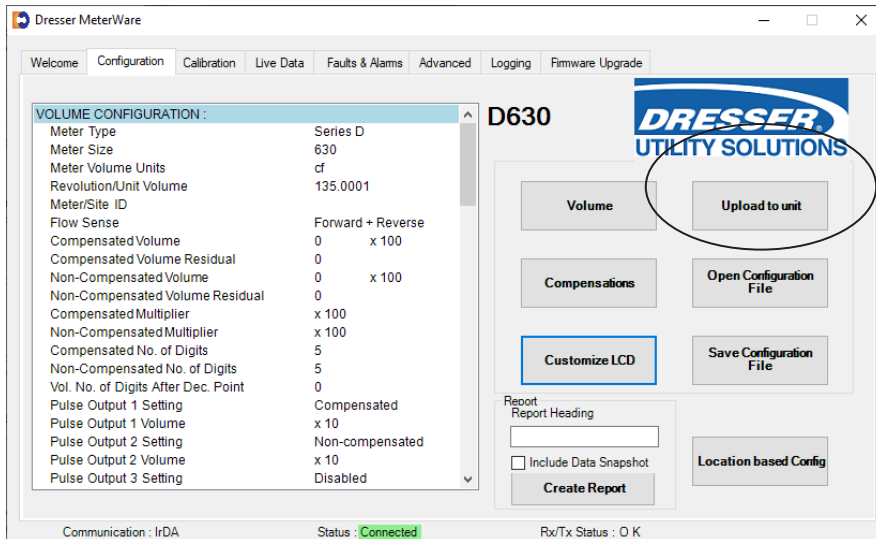 Dresser MeterWare
Welcome Configuration Calibration Live Data Faults & Alarms Advanced Logging Firmware Upgrade
VOLUME CONFIGURATION :
Meter Type Series D
Meter Size 630
Meter Volume Units cf
Revolution/Unit Volume 135.0001
Meter/Site ID
Flow Sense Forward + Reverse
Compensated Volume 0 x 100
Compensated Volume Residual 0
Non-Compensated Volume 0 x 100
Non-Compensated Volume Residual 0
Compensated Multiplier x 100
Non-Compensated Multiplier x 100
Compensated No. of Digits 5
Non-Compensated No. of Digits 5
Vol. No. of Digits After Dec. Point 0
Pulse Output 1 Setting Compensated
Pulse Output 1 Volume x 10
Pulse Output 2 Setting Non-compensated
Pulse Output 2 Volume x 10
Pulse Output 3 Setting Disabled
D630
DRESSER.
UTILITY SOLUTIONS
Volume
Upload to unit
Compensations
Open Configuration
File
Customize LCD
Save Configuration
File
Report
Report Heading
Include Data Snapshot
Create Report
Location based Config
Communication : IrDA Status : Connected Rx/Tx Status : O K